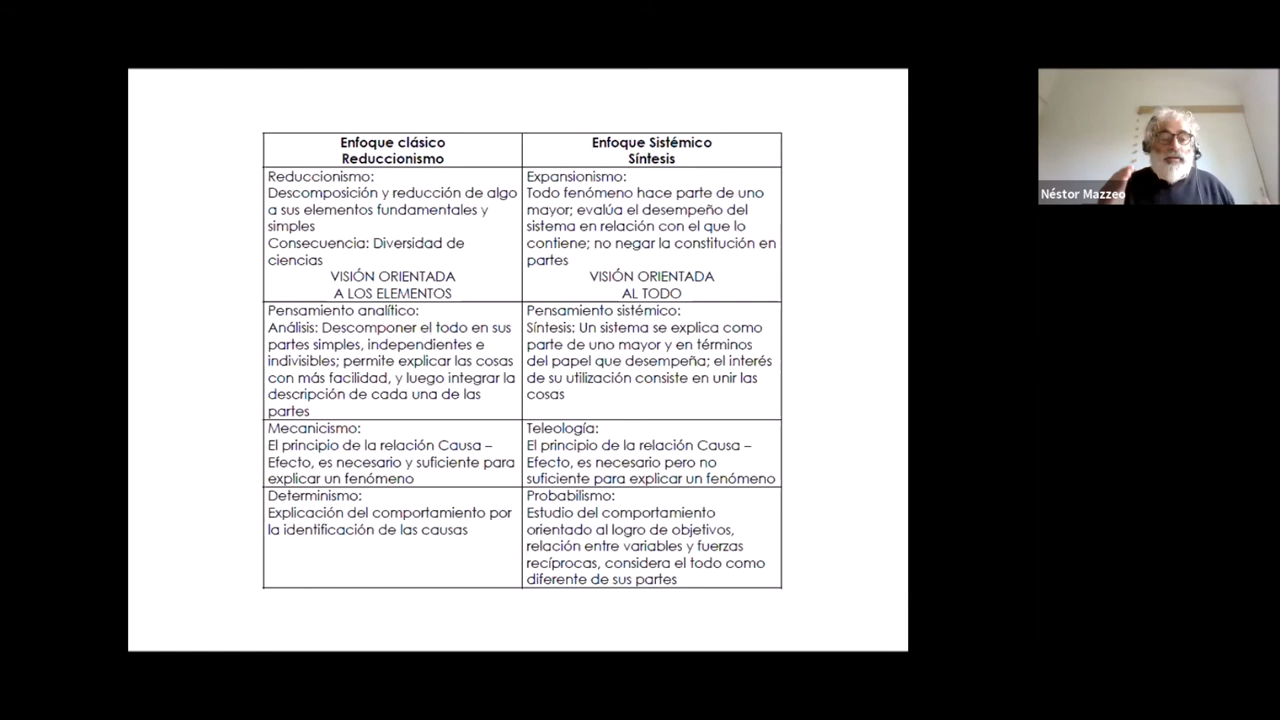 Enfoque clásico
Reduccionismo
Enfoque Sistémico
Síntesis
Reduccionismo:
Descomposición y reducción de algo
a sus elementos fundamentales y
simples
Consecuencia: Diversidad de
ciencias
VISIÓN ORIENTADA
A LOS ELEMENTOS
Expansionismo:
Todo fenómeno hace parte de uno
mayor; evalúa el desempeño del
sistema en relación con el que lo
contiene; no negar la constitución en
partes
VISIÓN ORIENTADA
AL TODO
Pensamiento analítico:
Análisis: Descomponer el todo en sus
partes simples, independientes e
indivisibles; permite explicar las cosas
con más facilidad, y luego integrar la
descripción de cada una de las
partes
Pensamiento sistémico:
Síntesis: Un sistema se explica como
parte de uno mayor y en términos
del papel que desempeña; el interés
de su utilización consiste en unir las
cosas
Mecanicismo:
El principio de la relación Causa –
Efecto, es necesario y suficiente para
explicar un fenómeno
Teleología:
El principio de la relación Causa –
Efecto, es necesario pero no
suficiente para explicar un fenómeno
Determinismo:
Explicación del comportamiento por
la identificación de las causas
Probabilismo:
Estudio del comportamiento
orientado al logro de objetivos,
relación entre variables y fuerzas
recíprocas, considera el todo como
diferente de sus partes
Néstor Mazzeo